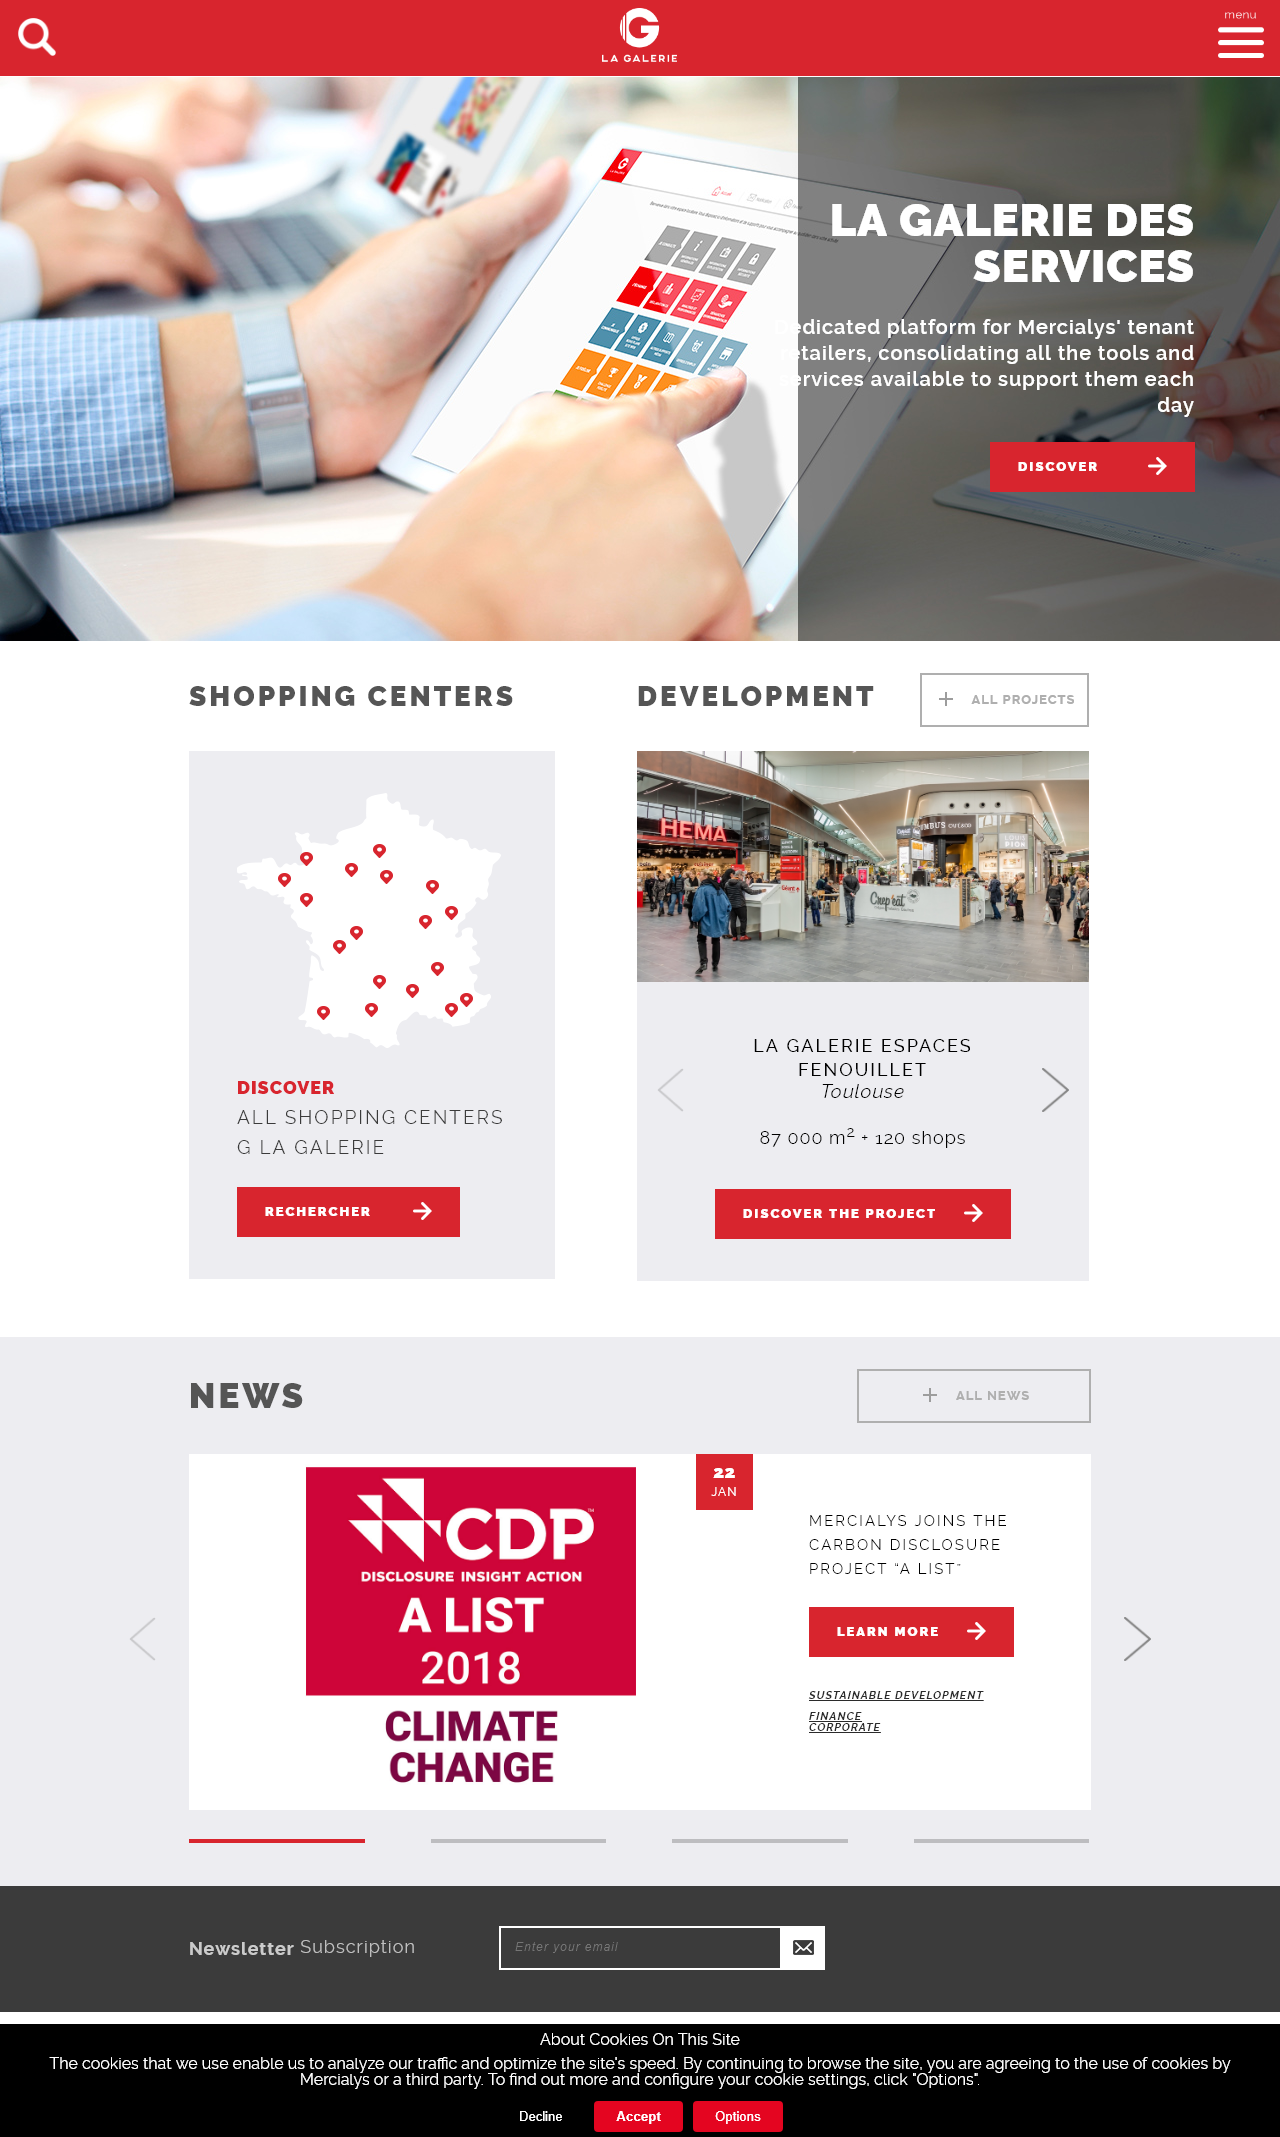 menu
LA GALERIE
LA GALERIE DES
SERVICES
Dedicated platform for Mercialys' tenant
retailers, consolidating all the tools and
services available to support them each
day
DISCOVER
SHOPPING CENTERS
DEVELOPMENT
ALL PROJECTS
HEMA
DISCOVER
ALL SHOPPING CENTERS
G LA GALERIE
RECHERCHER
LA GALERIE ESPACES
FENOUILLET
Toulouse
87 000 m² + 120 shops
DISCOVER THE PROJECT
NEWS
ALL NEWS
CDP
DISCLOSURE INSIGHT ACTION
A LIST
2018
CLIMATE
CHANGE
22
JAN
MERCIALYS JOINS THE
CARBON DISCLOSURE
PROJECT “A LIST”
LEARN MORE
SUSTAINABLE DEVELOPMENT
FINANCE
CORPORATE
Newsletter Subscription
Enter your email
About Cookies On This Site
The cookies that we use enable us to analyze our traffic and optimize the site's speed. By continuing to browse the site, you are agreeing to the use of cookies by
Mercialys or a third party. To find out more and configure your cookie settings, click "Options".
Decline
Accept
Options